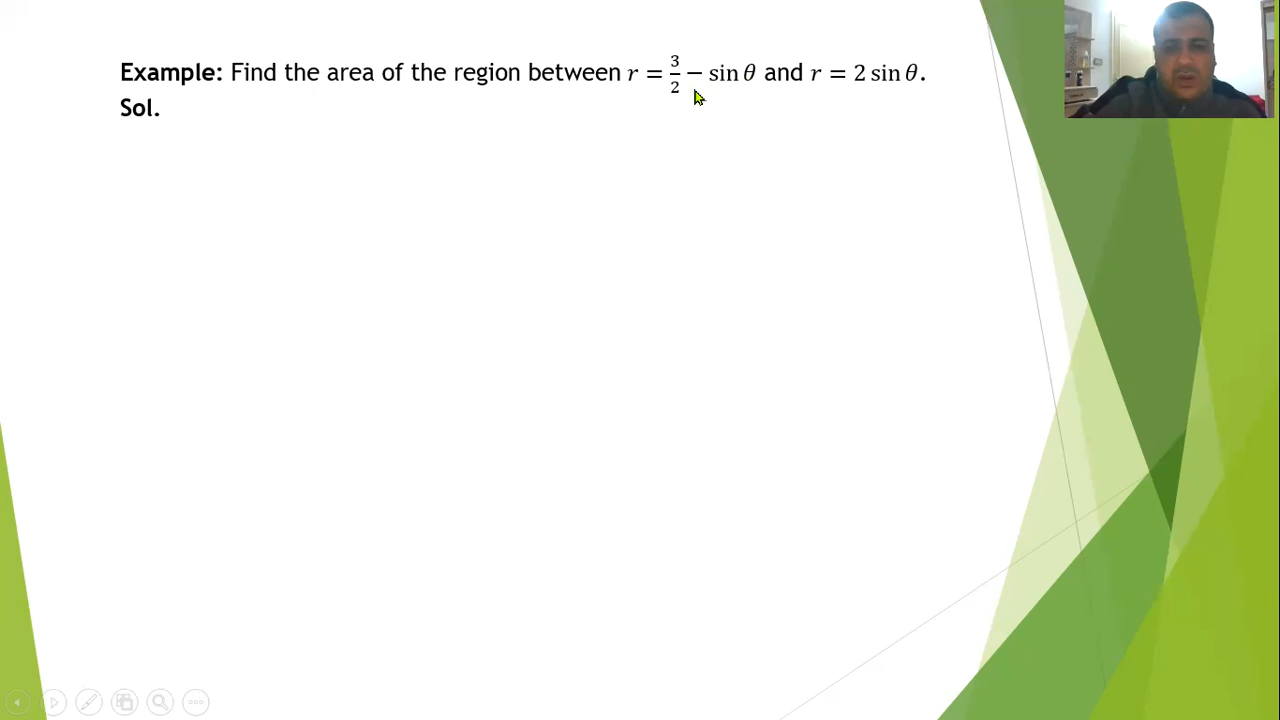 Example: Find the area of the region between r = 3/2 − sin θ and r = 2 sin θ.
Sol.